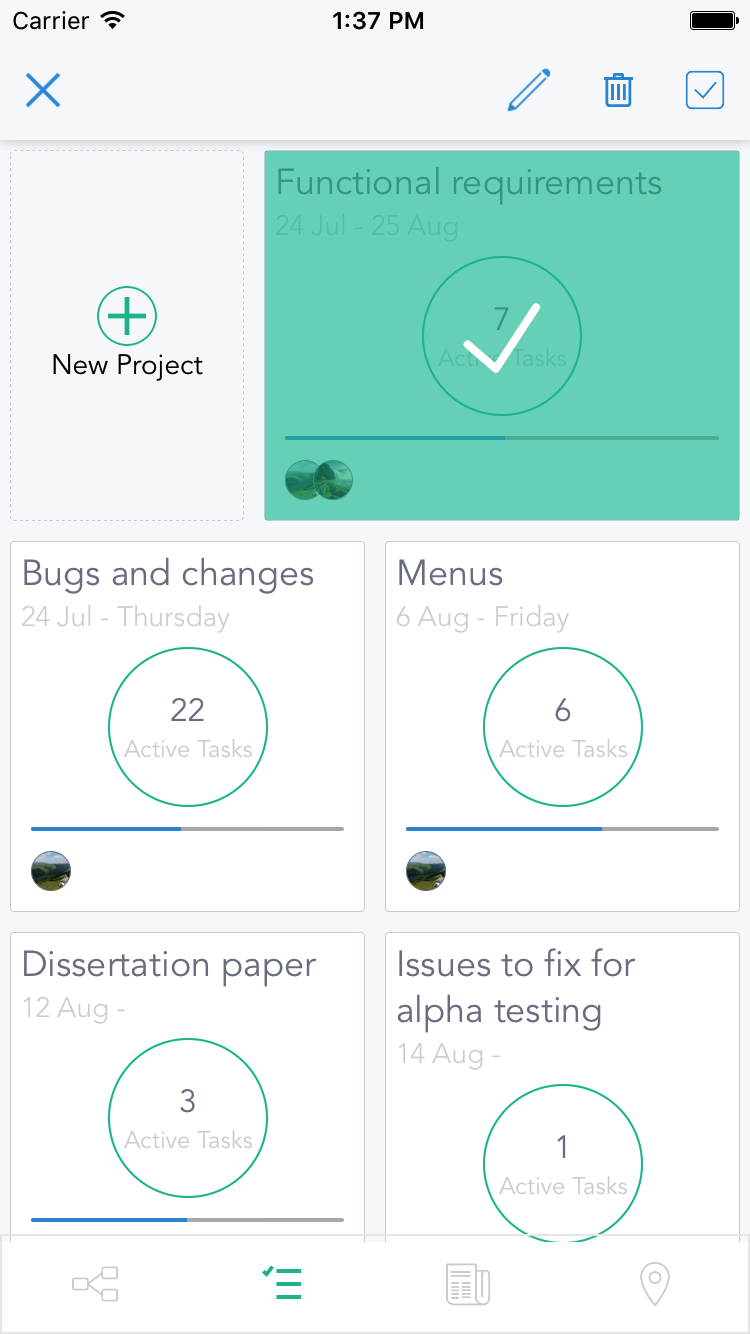 Carrier 1:37 PM
New Project
Functional requirements
24 Jul - 25 Aug
7
Active Tasks
Bugs and changes
24 Jul - Thursday
22
Active Tasks
Menus
6 Aug - Friday
6
Active Tasks
Dissertation paper
12 Aug -
3
Active Tasks
Issues to fix for
alpha testing
14 Aug -
1
Active Tasks